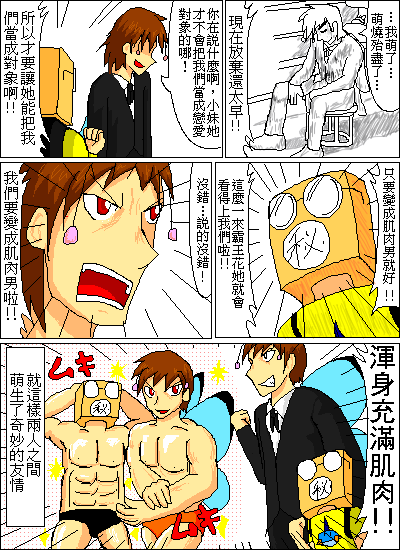 …我萌了…
萌燒殆盡了…
現在放棄還太早!!
你在說什麼啊，小妹她
才不會把我們當成戀愛
對象的哪!
所以才要讓她能把我
們當成對象啊!!
只要變成肌肉男就好!!
這麼一來霸王花她就會
看得上我們啦!!
沒錯…說的沒錯!
我們要變成肌肉男啦!!
秘
渾身充滿肌肉!!
秘
ムキ
秘
ムキ
就這樣兩人之間
萌生了奇妙的友情